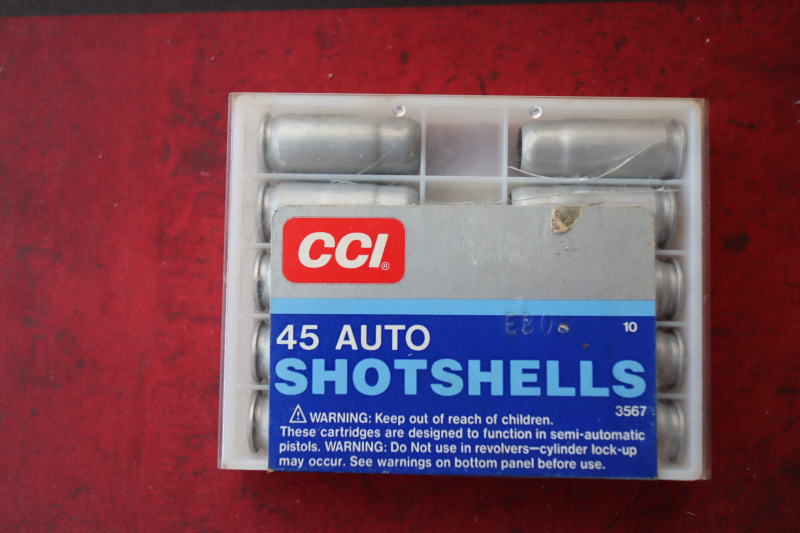 CCI®
EB06
10
45 AUTO
SHOTSHELLS
3567
WARNING: Keep out of reach of children.
These cartridges are designed to function in semi-automatic
pistols. WARNING: Do Not use in revolvers—cylinder lock-up
may occur. See warnings on bottom panel before use.